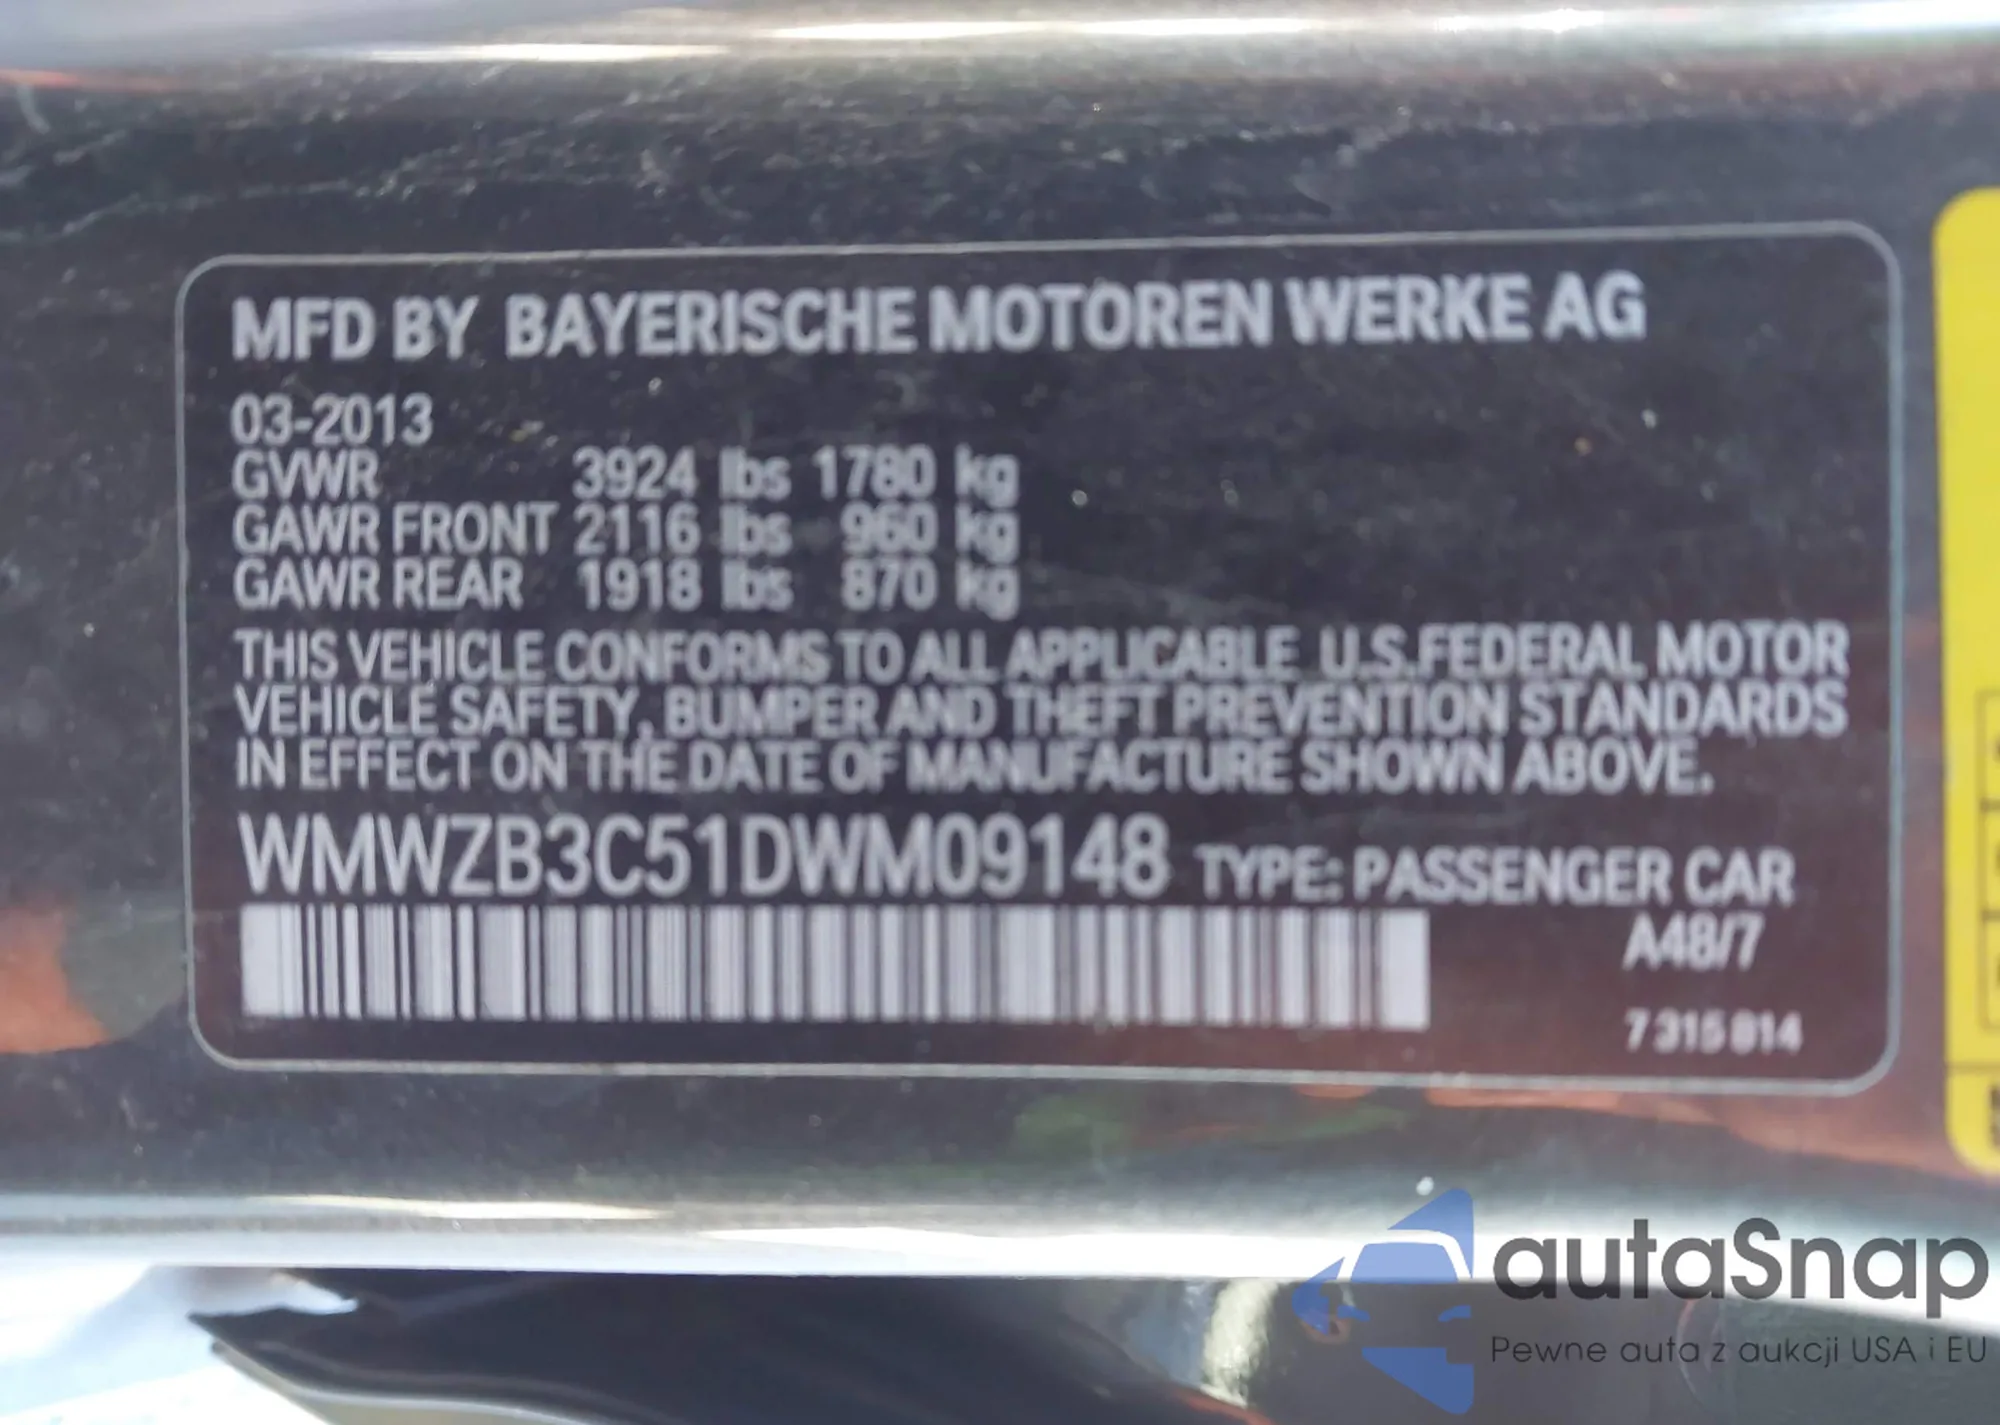 MFD BY BAYERISCHE MOTOREN WERKE AG
03-2013
GVWR 3924 lbs 1780 kg
GAWR FRONT 2116 lbs 960 kg
GAWR REAR 1918 lbs 870 kg
THIS VEHICLE CONFORMS TO ALL APPLICABLE U.S.FEDERAL MOTOR
VEHICLE SAFETY, BUMPER AND THEFT PREVENTION STANDARDS
IN EFFECT ON THE DATE OF MANUFACTURE SHOWN ABOVE.
WMWZB3C51DWM09148 TYPE: PASSENGER CAR
A48/7
7 315 814
autaSnap
Pewne auta z aukcji USA i EU